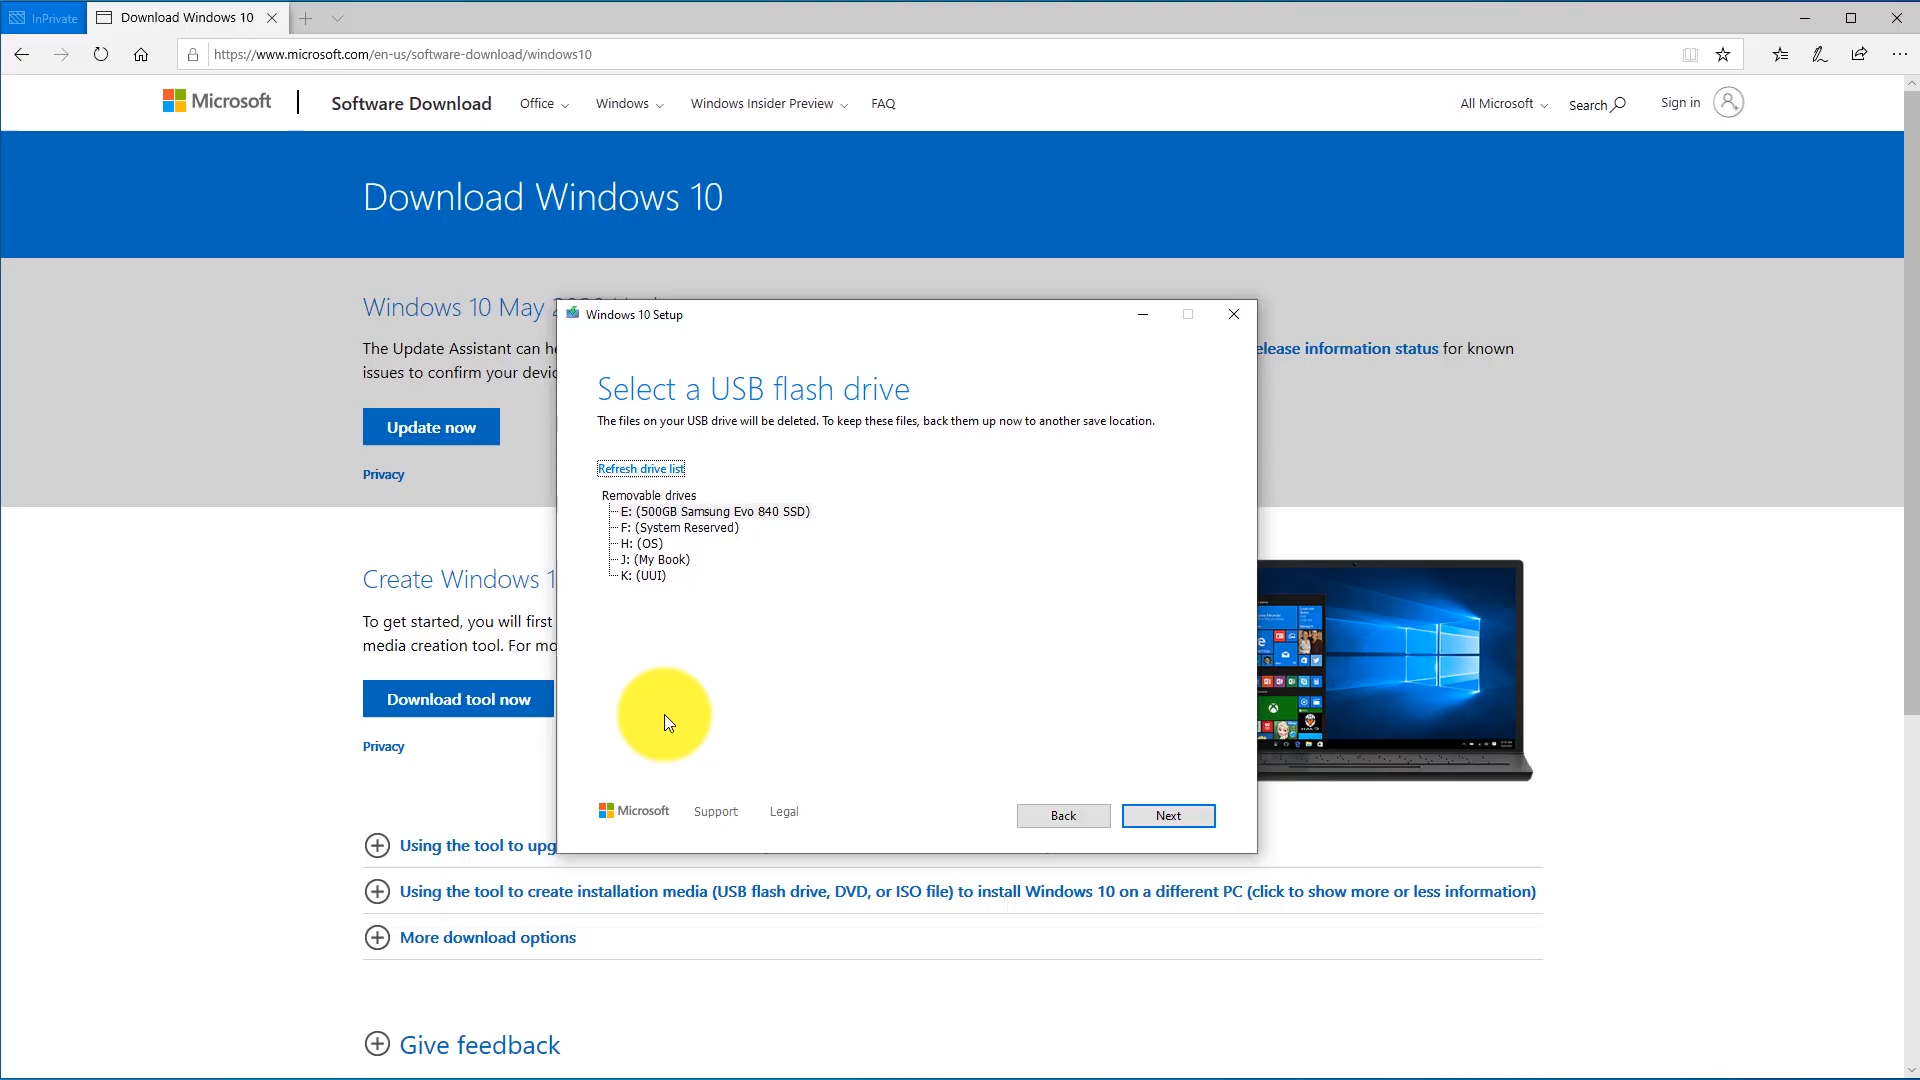 InPrivate
Download Windows 10
https://www.microsoft.com/en-us/software-download/windows10
Microsoft
Software Download
Office
Windows
Windows Insider Preview
FAQ
All Microsoft
Search
Sign in
Download Windows 10
Windows 10 May
The Update Assistant can
elease information status for known
issues to confirm your
Update now
Privacy
Windows 10 Setup
Select a USB flash drive
The files on your USB drive will be deleted. To keep these files, back them up now to another save location.
Refresh drive list
Removable drives
E: (500GB Samsung Evo 840 SSD)
F: (System Reserved)
H: (OS)
J: (My Book)
K: (UUI)
Microsoft
Support
Legal
Back
Next
Create Windows 1
To get started, you will first
media creation tool. For
Download tool now
Privacy
Using the tool to upg
Using the tool to create installation media (USB flash drive, DVD, or ISO file) to install Windows 10 on a different PC (click to show more or less information)
More download options
Give feedback